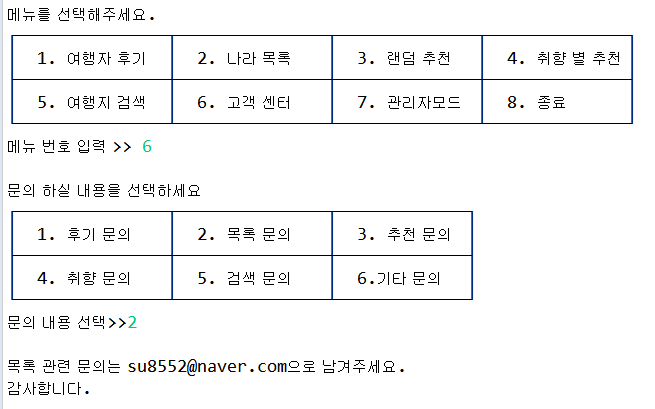 메뉴를 선택해주세요.
1. 여행자 후기 2. 나라 목록 3. 랜덤 추천 4. 취향 별 추천
5. 여행지 검색 6. 고객 센터 7. 관리자모드 8. 종료
메뉴 번호 입력 >> 6
문의 하실 내용을 선택하세요
1. 후기 문의 2. 목록 문의 3. 추천 문의
4. 취향 문의 5. 검색 문의 6.기타 문의
문의 내용 선택>>2
목록 관련 문의는 su8552@naver.com으로 남겨주세요.
감사합니다.